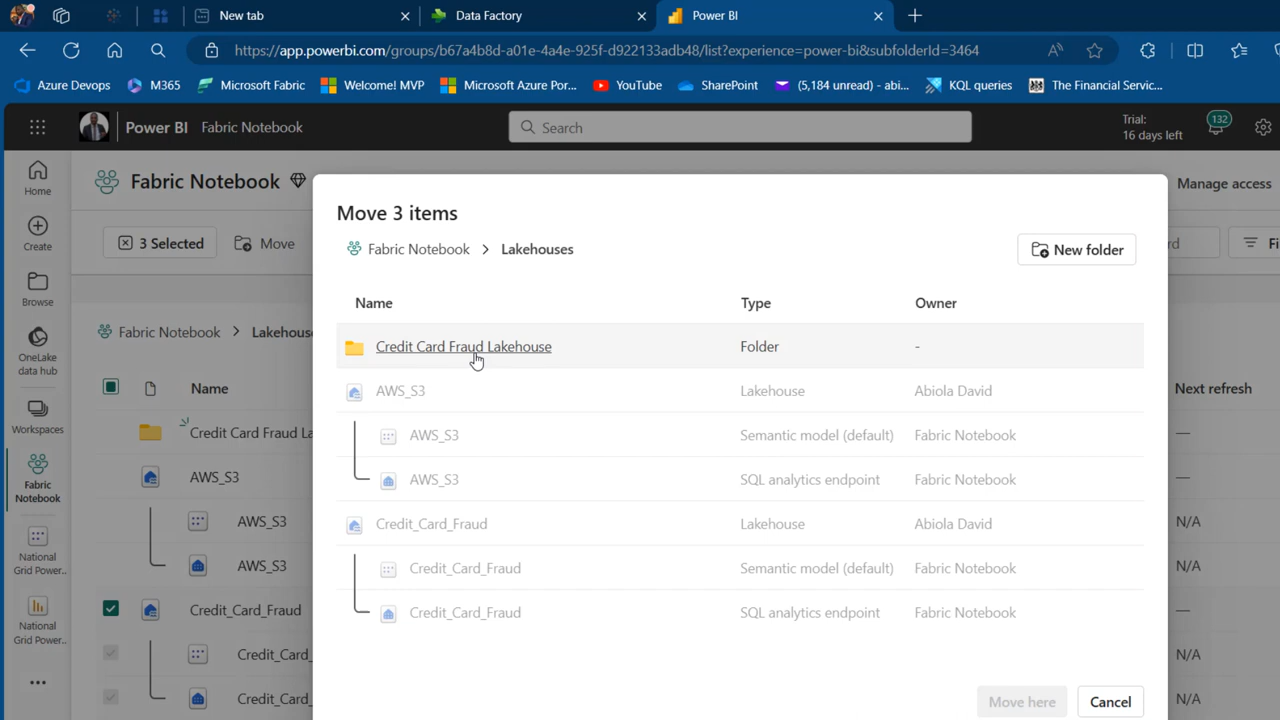 New tab
Data Factory
Power BI
https://app.powerbi.com/groups/b67a4b8d-a01e-4a4e-925f-d922133adb48/list?experience=power-bi&subfolderId=3464
Azure Devops
M365
Microsoft Fabric
Welcome! MVP
Microsoft Azure Por...
YouTube
SharePoint
(5,184 unread) - abi...
KQL queries
The Financial Servic...
Power BI
Fabric Notebook
Search
Trial:
16 days left
132
Home
Create
Browse
OneLake
data hub
Workspaces
Fabric
Notebook
National
Grid Power...
National
Grid Power...
Fabric Notebook
Manage access
3 Selected
Move
Fi
Fabric Notebook > Lakehouse
Name
Next refresh
Credit Card Fraud La
—
AWS_S3
—
AWS_S3
N/A
AWS_S3
N/A
Credit_Card_Fraud
—
Credit_Card_
N/A
Credit_Card_
N/A
Move 3 items
Fabric Notebook > Lakehouses
New folder
Name Type Owner
Credit Card Fraud Lakehouse Folder -
AWS_S3 Lakehouse Abiola David
AWS_S3 Semantic model (default) Fabric Notebook
AWS_S3 SQL analytics endpoint Fabric Notebook
Credit_Card_Fraud Lakehouse Abiola David
Credit_Card_Fraud Semantic model (default) Fabric Notebook
Credit_Card_Fraud SQL analytics endpoint Fabric Notebook
Move here
Cancel